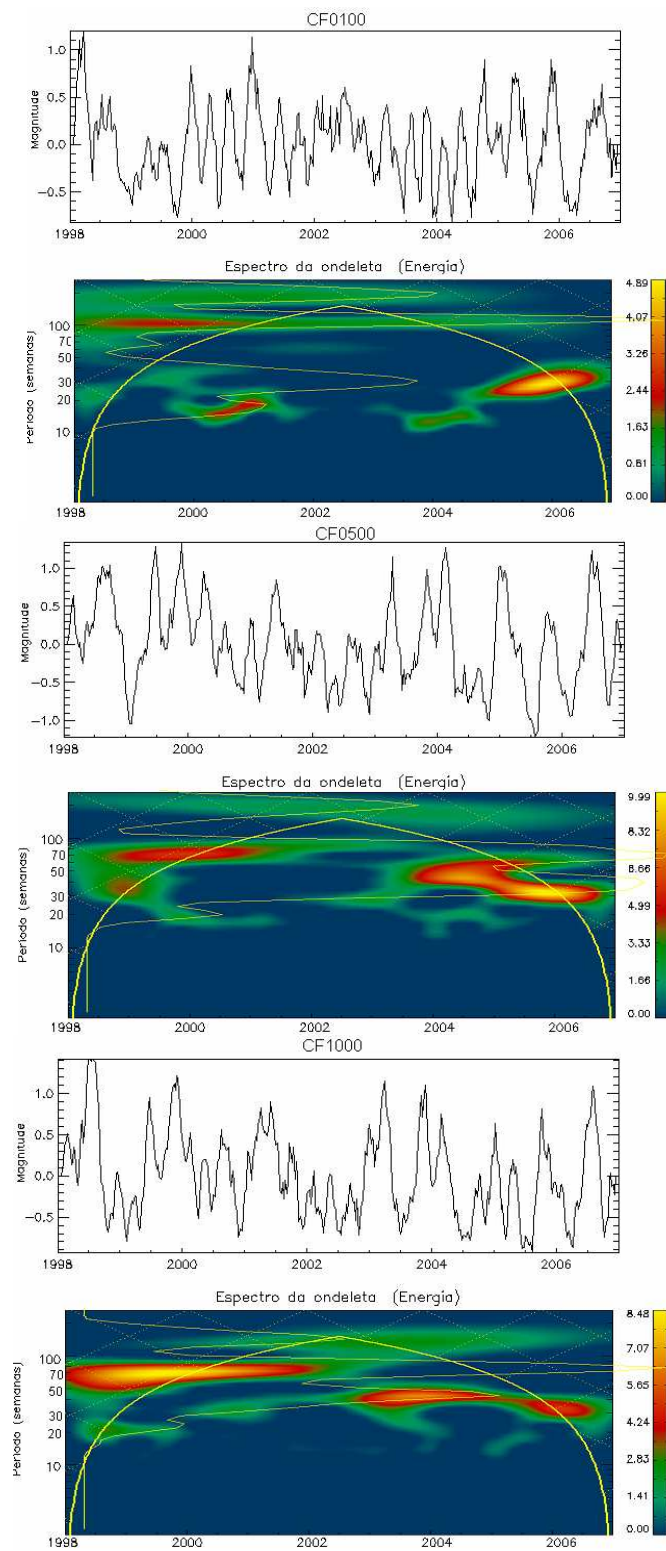 CF0100
Magnitude
1.0
0.5
0.0
−0.5
1998 2000 2002 2004 2006
Espectro da ondeleta (Energia)
Período (semanas)
100
70
50
30
20
10
1998 2000 2002 2004 2006
4.89
4.07
3.26
2.44
1.63
0.81
0.00
CF0500
Magnitude
1.0
0.5
0.0
−0.5
−1.0
1998 2000 2002 2004 2006
Espectro da ondeleta (Energia)
Período (semanas)
100
70
50
30
20
10
1998 2000 2002 2004 2006
9.99
8.32
6.66
4.99
3.33
1.66
0.00
CF1000
Magnitude
1.0
0.5
0.0
−0.5
1998 2000 2002 2004 2006
Espectro da ondeleta (Energia)
Período (semanas)
100
70
50
30
20
10
1998 2000 2002 2004 2006
8.48
7.07
5.65
4.24
2.83
1.41
0.00